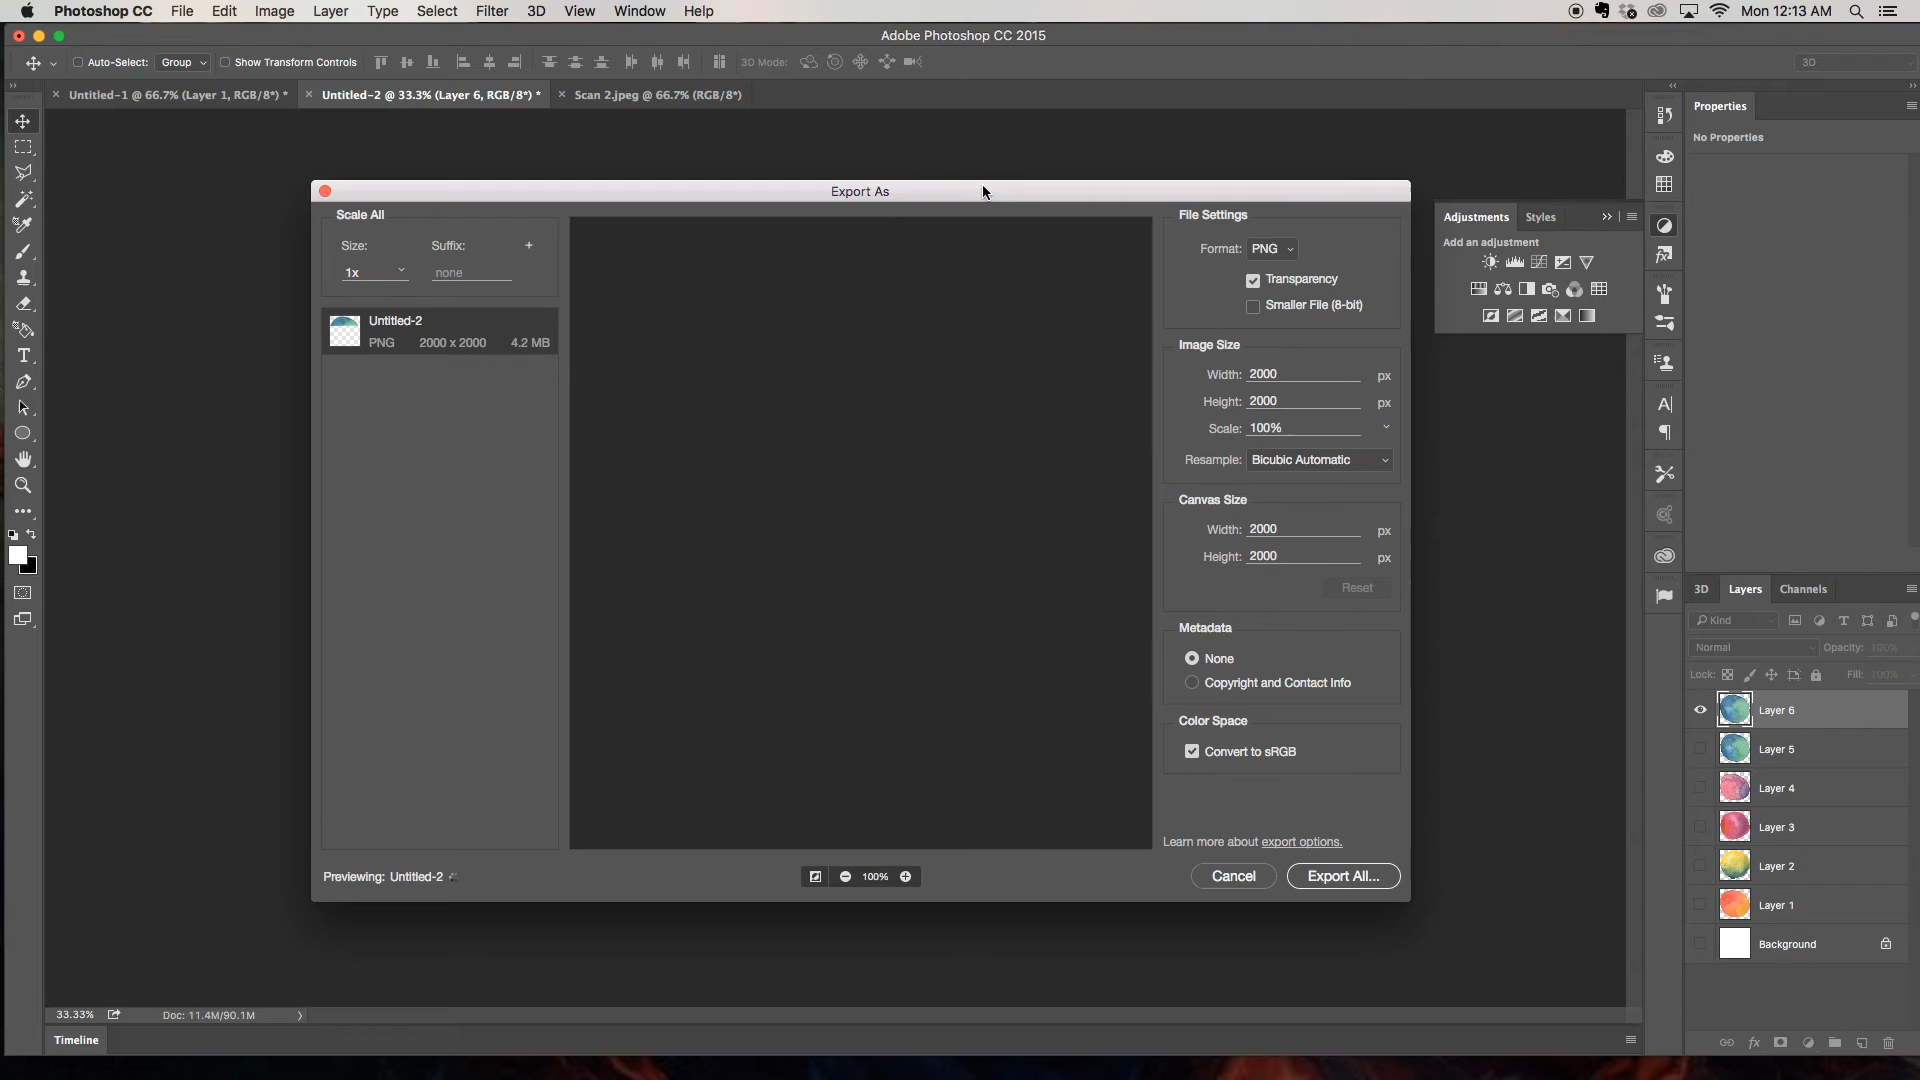 Photoshop CC File Edit Image Layer Type Select Filter 3D View Window Help Mon 12:13 AM
Adobe Photoshop CC 2015
Auto-Select: Group Show Transform Controls 3D Mode: 3D
Untitled-1 @ 66.7% (Layer 1, RGB/8*) * Untitled-2 @ 33.3% (Layer 6, RGB/8*) * Scan 2.jpeg @ 66.7% (RGB/8*)
Properties
No Properties
Export As
Scale All
Size: Suffix: +
1x none
Untitled-2
PNG 2000 x 2000 4.2 MB
File Settings
Format: PNG
Transparency
Smaller File (8-bit)
Image Size
Width: 2000 px
Height: 2000 px
Scale: 100%
Resample: Bicubic Automatic
Canvas Size
Width: 2000 px
Height: 2000 px
Reset
Metadata
None
Copyright and Contact Info
Color Space
Convert to sRGB
Learn more about export options.
Previewing: Untitled-2
100%
Cancel Export All...
Adjustments Styles
Add an adjustment
3D Layers Channels
Kind
Normal Opacity: 100%
Lock: Fill: 100%
Layer 6
Layer 5
Layer 4
Layer 3
Layer 2
Layer 1
Background
33.33% Doc: 11.4M/90.1M
Timeline